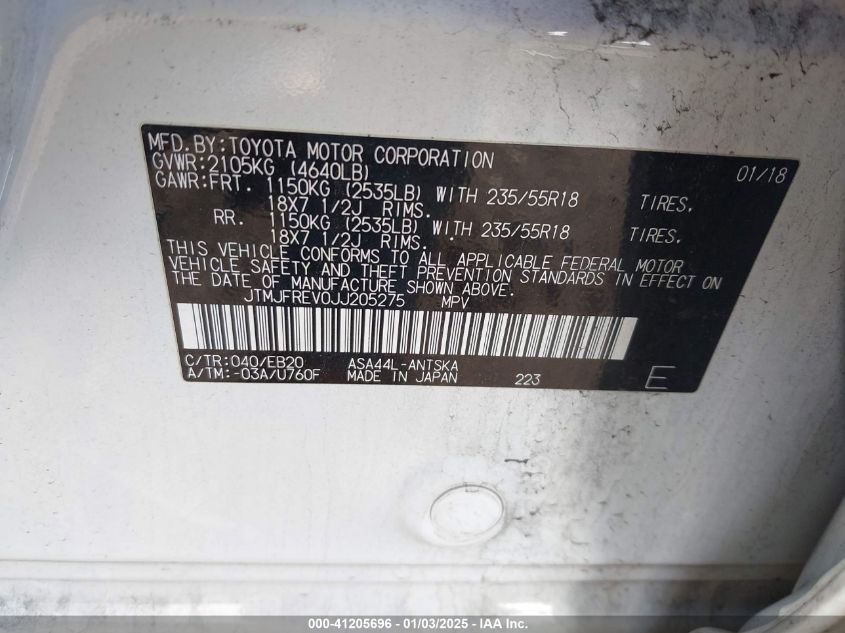 MFD.BY:TOYOTA MOTOR CORPORATION 01/18
GVWR:2105KG (4640LB)
GAWR:FRT. 1150KG (2535LB) WITH 235/55R18 TIRES,
18X7 1/2J RIMS.
RR. 1150KG (2535LB) WITH 235/55R18 TIRES,
18X7 1/2J RIMS.
THIS VEHICLE CONFORMS TO ALL APPLICABLE FEDERAL MOTOR
VEHICLE SAFETY AND THEFT PREVENTION STANDARDS IN EFFECT ON
THE DATE OF MANUFACTURE SHOWN ABOVE.
JTMJFREV0JJ205275 MPV
C/TR:040/EB20 ASA44L-ANTSKA
A/TM:-03A/U760F MADE IN JAPAN 223 E
000-41205696 - 01/03/2025 - © IAA Inc.